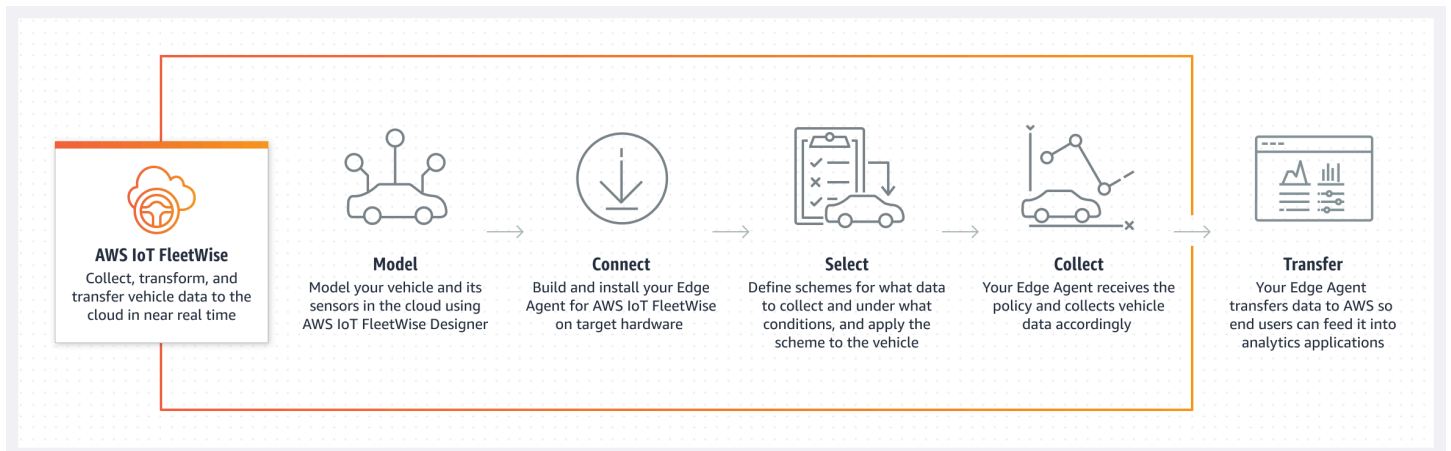 AWS IoT FleetWise
Collect, transform, and
transfer vehicle data to the
cloud in near real time
Model
Model your vehicle and its
sensors in the cloud using
AWS IoT FleetWise Designer
Connect
Build and install your Edge
Agent for AWS IoT FleetWise
on target hardware
Select
Define schemes for what data
to collect and under what
conditions, and apply the
scheme to the vehicle
Collect
Your Edge Agent receives the
policy and collects vehicle
data accordingly
Transfer
Your Edge Agent
transfers data to AWS so
end users can feed it into
analytics applications